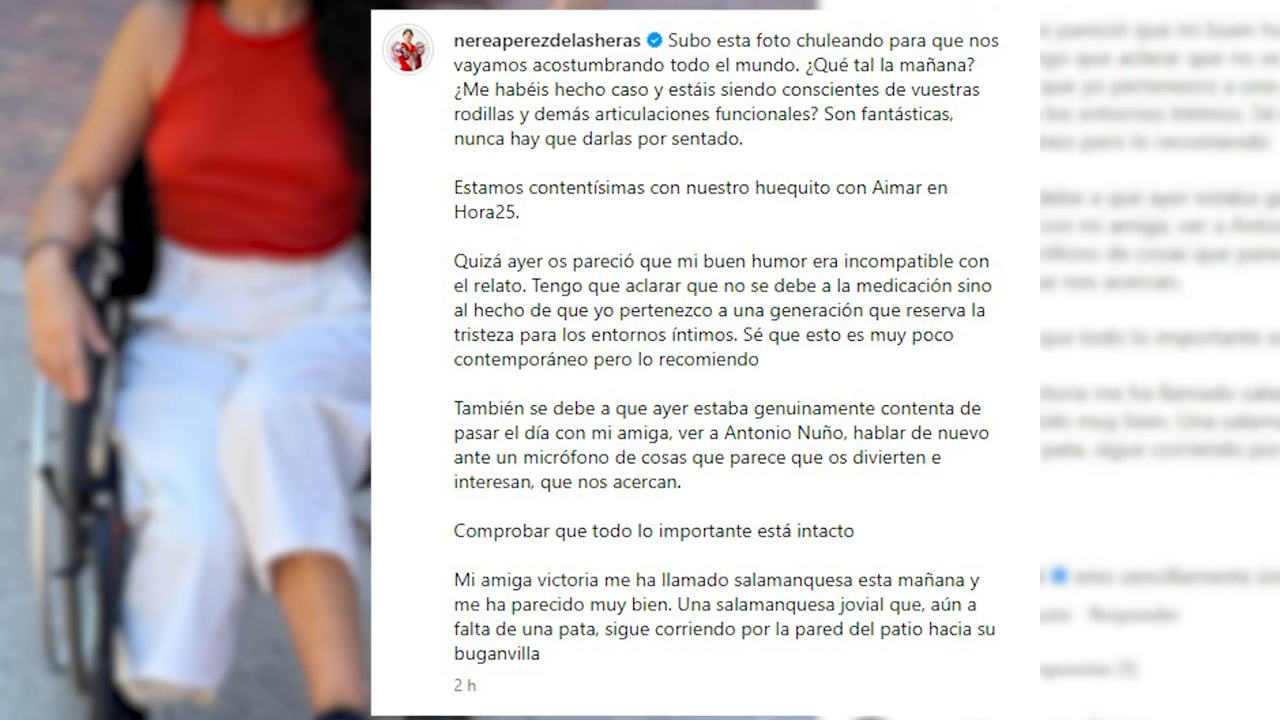 nereaperezdelasheras Subo esta foto chuleando para que nos
vayamos acostumbrando todo el mundo. ¿Qué tal la mañana?
¿Me habéis hecho caso y estáis siendo conscientes de vuestras
rodillas y demás articulaciones funcionales? Son fantásticas,
nunca hay que darlas por sentado.
Estamos contentísimas con nuestro huequito con Aimar en
Hora25.
Quizá ayer os pareció que mi buen humor era incompatible con
el relato. Tengo que aclarar que no se debe a la medicación sino
al hecho de que yo pertenezco a una generación que reserva la
tristeza para los entornos íntimos. Sé que esto es muy poco
contemporáneo pero lo recomiendo
También se debe a que ayer estaba genuinamente contenta de
pasar el día con mi amiga, ver a Antonio Nuño, hablar de nuevo
ante un micrófono de cosas que parece que os divierten e
interesan, que nos acercan.
Comprobar que todo lo importante está intacto
Mi amiga victoria me ha llamado salamanquesa esta mañana y
me ha parecido muy bien. Una salamanquesa jovial que, aún a
falta de una pata, sigue corriendo por la pared del patio hacia su
buganvilla
2 h